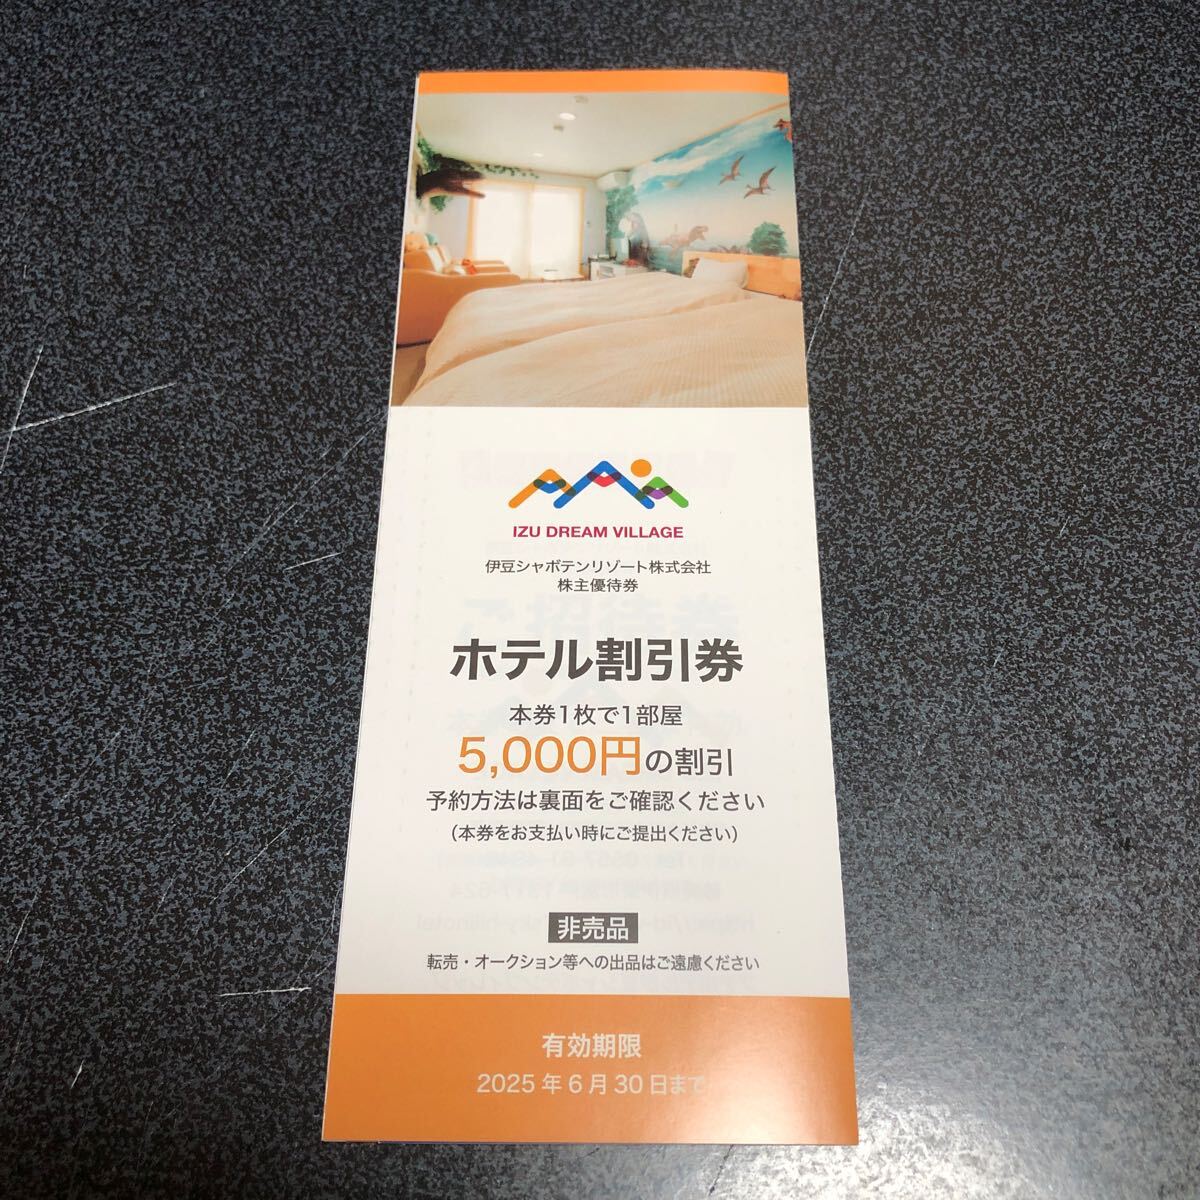 IZU DREAM VILLAGE
伊豆シャボテンリゾート株式会社
株主優待券
ホテル割引券
本券1枚で1部屋
5,000円の割引
予約方法は裏面をご確認ください
(本券をお支払い時にご提出ください)
非売品
転売・オークション等への出品はご遠慮ください
有効期限
2025年6月30日まで